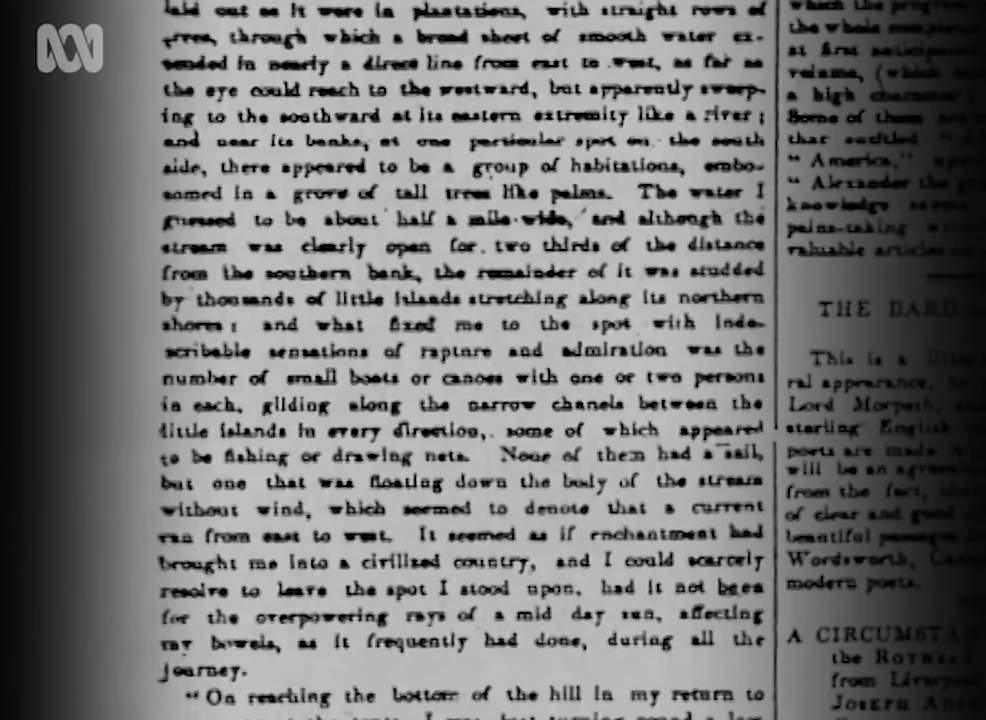 laid out as it were in plantations, with straight rows of
trees, through which a broad sheet of smooth water ex-
tended in nearly a direct line from east to west, as far as
the eye could reach to the westward, but apparently sweep-
ing to the southward at its eastern extremity like a river;
and near its banks, at one particular spot on the south
side, there appeared to be a group of habitations, embo-
somed in a grove of tall trees like palms. The water I
guessed to be about half a mile wide, and although the
stream was clearly open for two thirds of the distance
from the southern bank, the remainder of it was studded
by thousands of little islands stretching along its northern
shores; and what fixed me to the spot with inde-
scribable sensations of rapture and admiration was the
number of small boats or canoes with one or two persons
in each, gliding along the narrow chanels between the
little islands in every direction, some of which appeared
to be fishing or drawing nets. None of them had a sail,
but one that was floating down the body of the stream
without wind, which seemed to denote that a current
ran from east to west. It seemed as if enchantment had
brought me into a civilized country, and I could scarcely
resolve to leave the spot I stood upon, had it not been
for the overpowering rays of a mid day sun, affecting
my bowels, as it frequently had done, during all the
journey.
"On reaching the bottom of the hill in my return to
which the
the whole
at first
volume, (which
a high character
Some of them are
that entitled "
"America,"
"Alexander the
knowledge
pains-taking
valuable articles
THE DARD
This is a little
ral appearance,
Lord Morpeth,
sterling English
poets are made
will be an
from the fact,
of clear and good
beautiful
Wordsworth,
modern poets.
A CIRCUMSTA
the
from Liverpool
Joseph